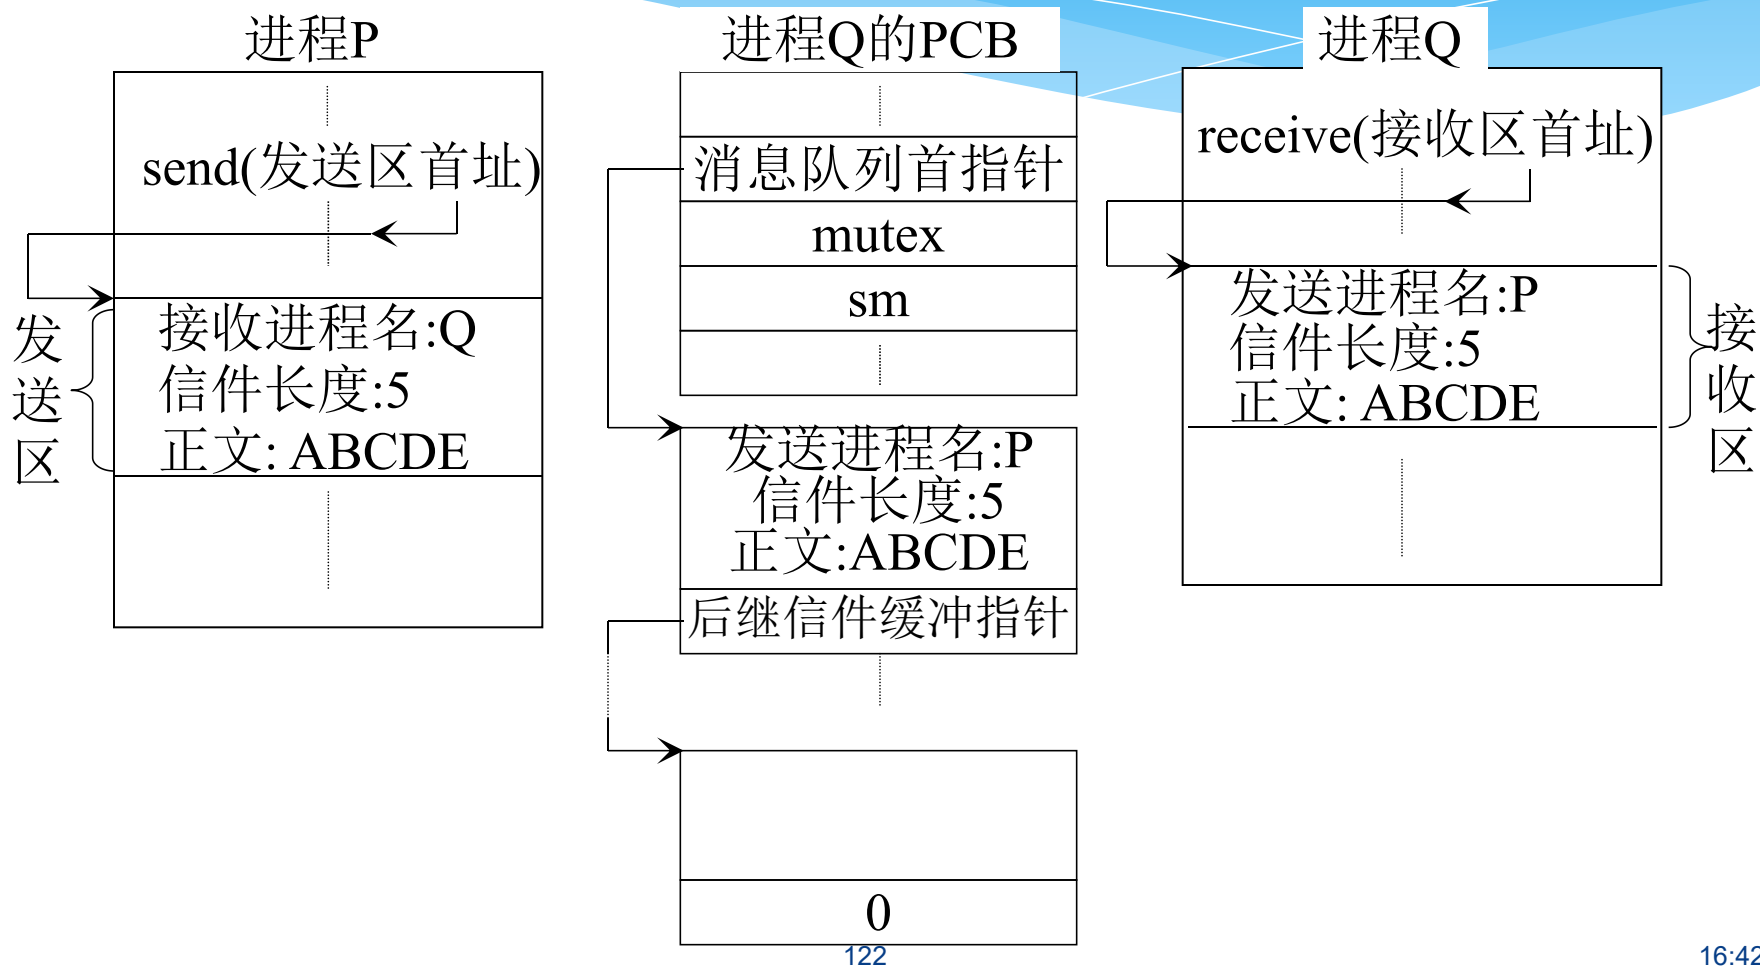 进程P
send(发送区首址)
发送区
接收进程名:Q
信件长度:5
正文: ABCDE
进程Q的PCB
消息队列首指针
mutex
sm
发送进程名:P
信件长度:5
正文:ABCDE
后继信件缓冲指针
0
进程Q
receive(接收区首址)
发送进程名:P
信件长度:5
正文: ABCDE
接收区
122
16:42